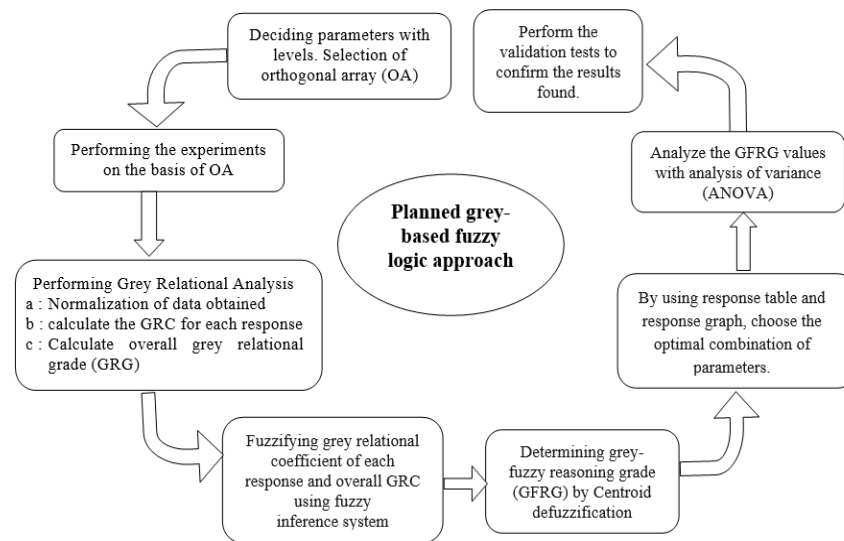 Deciding parameters with
levels. Selection of
orthogonal array (OA)
Performing the experiments
on the basis of OA
Performing Grey Relational Analysis
a : Normalization of data obtained
b : calculate the GRC for each response
c : Calculate overall grey relational
grade (GRG)
Fuzzifying grey relational
coefficient of each
response and overall GRC
using fuzzy
inference system
Determining grey-
fuzzy reasoning grade
(GFRG) by Centroid
defuzzification
By using response table and
response graph, choose the
optimal combination of
parameters.
Analyze the GFRG values
with analysis of variance
(ANOVA)
Perform the
validation tests to
confirm the results
found.
Planned grey-
based fuzzy
logic approach